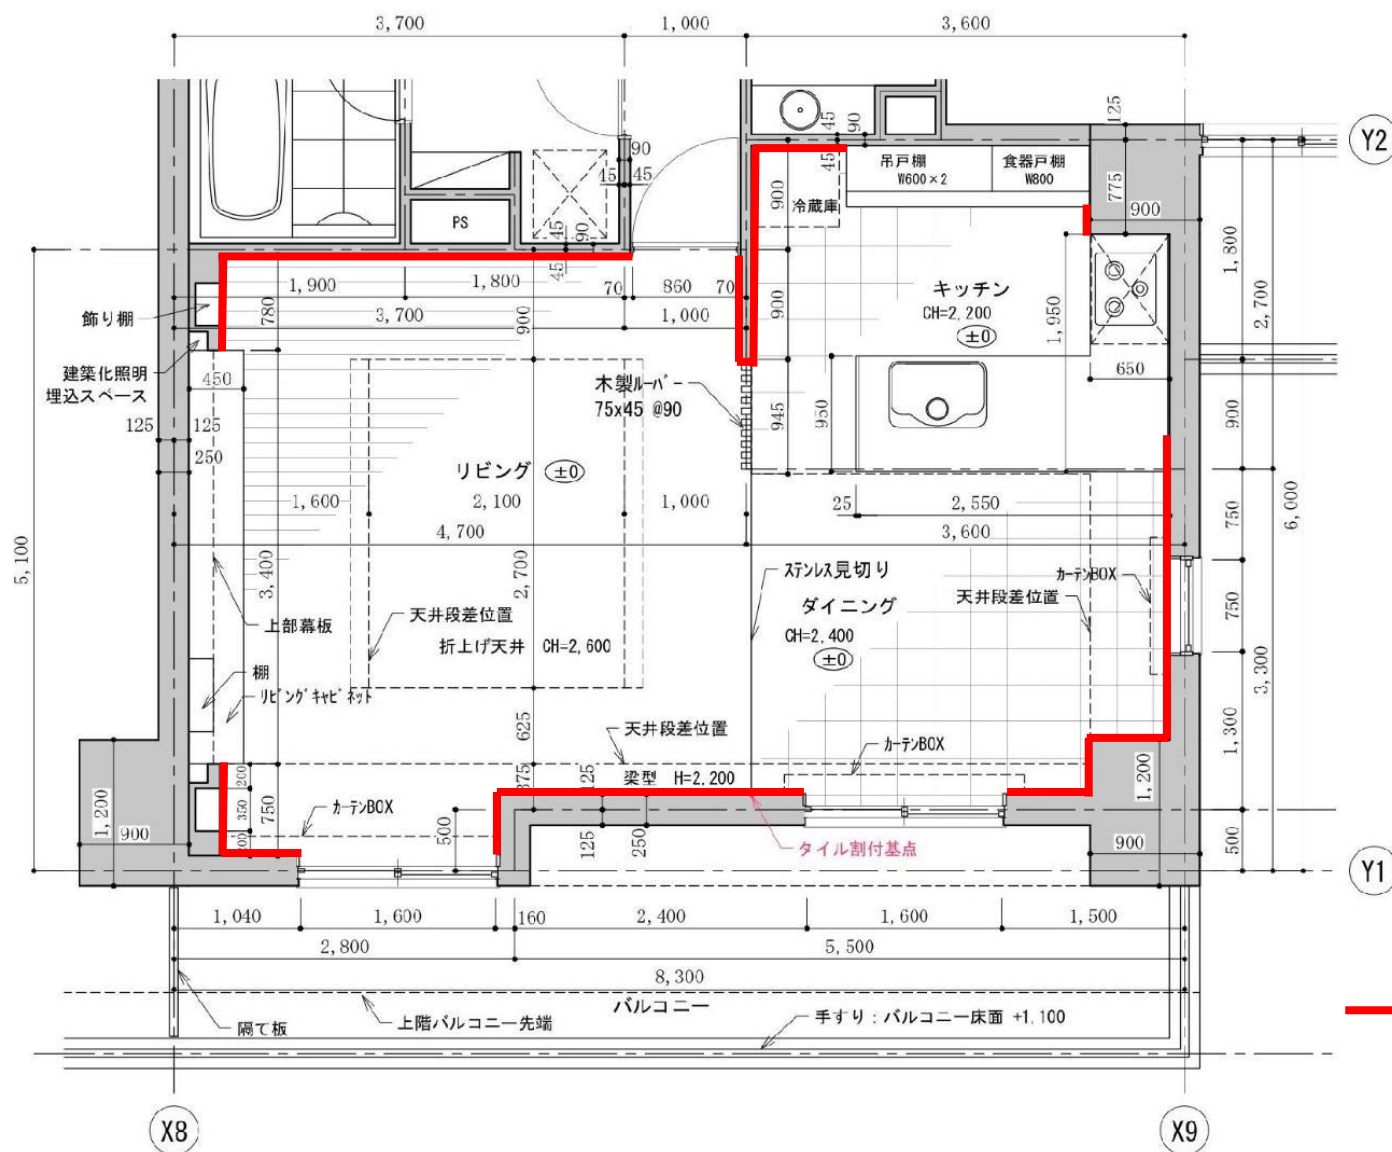 3,700
1,000
3,600
125
45
90
Y2
吊戸棚
W600×2
食器戸棚
W800
45
90
45
45
900
775
900
冷蔵庫
PS
45
90
45
1,800
2,700
1,900
1,800
70
860
70
900
キッチン
CH=2,200
±0
1,950
飾り棚
780
3,700
900
1,000
建築化照明
埋込スペース
450
木製ルーバー
75x45 @90
945
950
650
900
125
125
250
リビング
±0
1,600
2,100
1,000
25
2,550
750
6,000
4,700
3,600
5,100
3,400
2,700
ステンレス見切り
カーテンBOX
天井段差位置
ダイニング
CH=2,400
±0
750
上部幕板
天井段差位置
折上げ天井 CH=2,600
棚
リビングキャビネット
3,300
625
天井段差位置
カーテンBOX
1,300
梁型 H=2,200
200
375
125
1,200
カーテンBOX
350
750
1,200
900
500
200
125
250
タイル割付基点
900
500
Y1
1,040
1,600
160
2,400
1,600
1,500
2,800
5,500
8,300
バルコニー
隔て板
上階バルコニー先端
手すり：バルコニー床面 +1,100
X8
X9